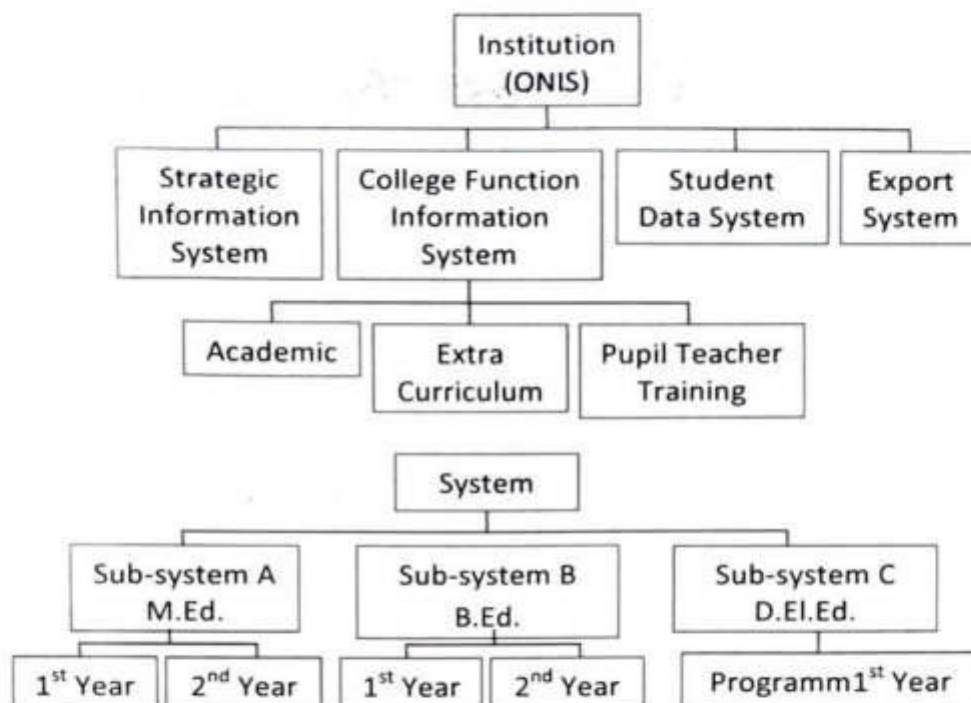 Institution
(ONIS)
Strategic
Information
System
College Function
Information
System
Student
Data System
Export
System
Academic
Extra
Curriculum
Pupil Teacher
Training
System
Sub-system A
M.Ed.
Sub-system B
B.Ed.
Sub-system C
D.El.Ed.
1st Year
2nd Year
1st Year
2nd Year
Programm1st Year